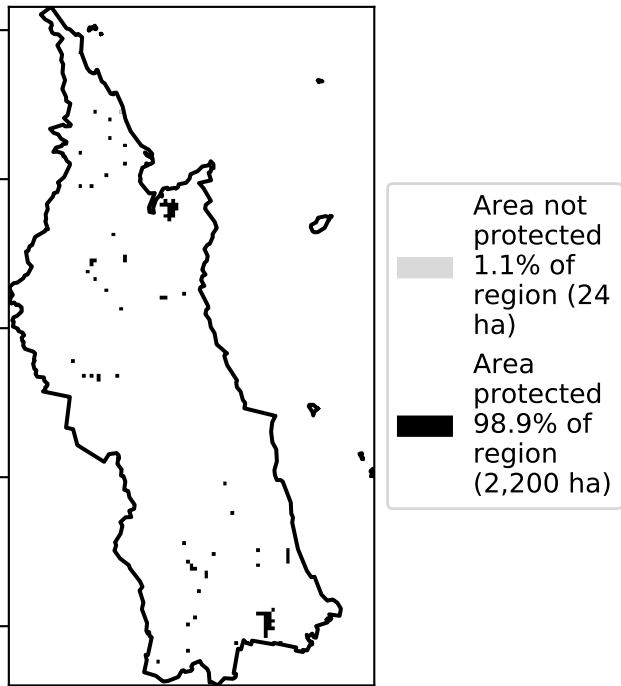 Area not
protected
1.1% of
region (24
ha)
Area
protected
98.9% of
region
(2,200 ha)